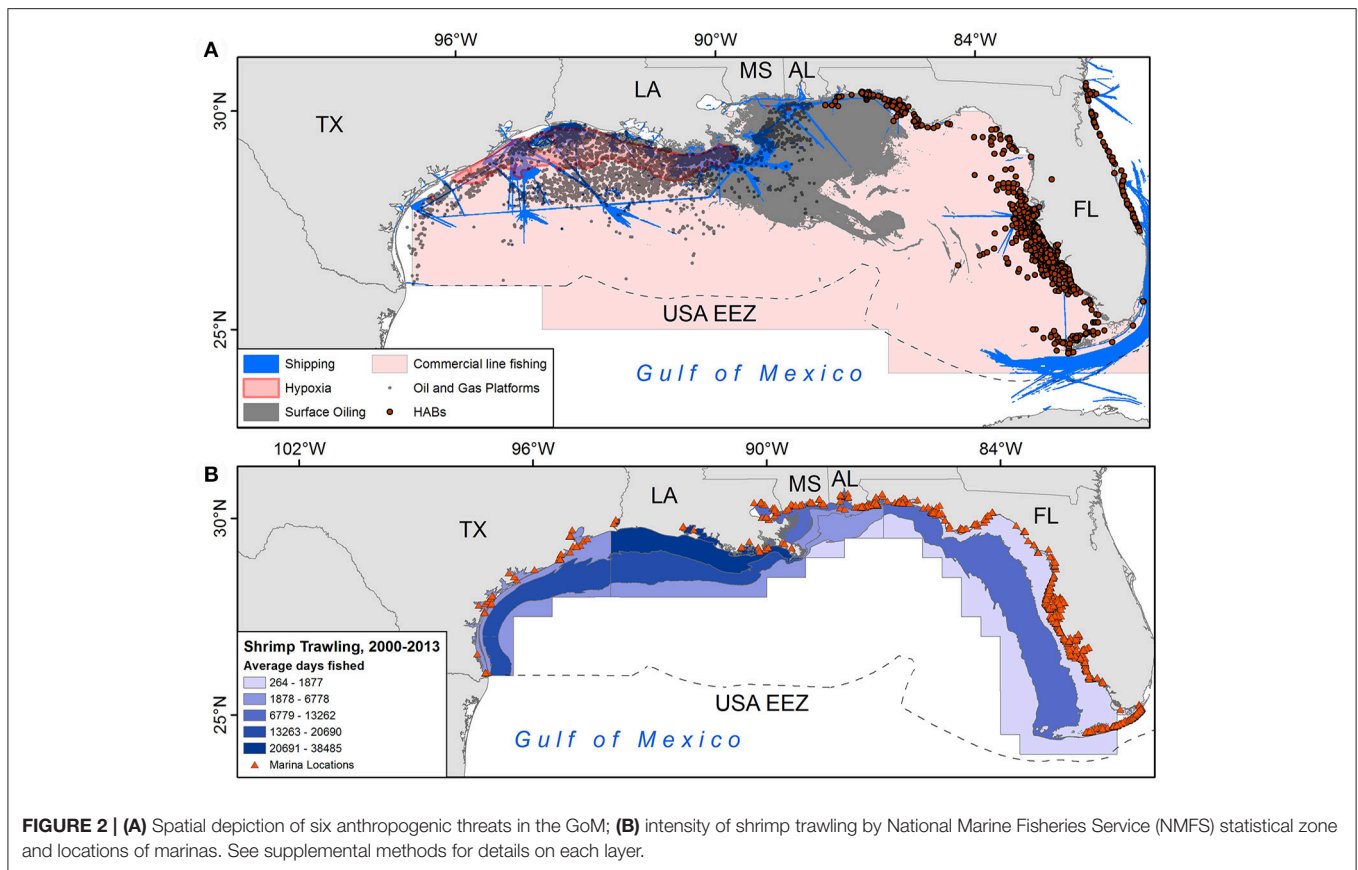 A
96°W 90°W 84°W
30°N
25°N
TX
LA
MS AL
FL
USA EEZ
Gulf of Mexico
Shipping
Hypoxia
Surface Oiling
Commercial line fishing
Oil and Gas Platforms
HABs
B
102°W 96°W 90°W 84°W
30°N
25°N
TX
LA
MS AL
FL
USA EEZ
Gulf of Mexico
Shrimp Trawling, 2000-2013
Average days fished
264 - 1877
1878 - 6778
6779 - 13262
13263 - 20690
20691 - 38485
Marina Locations
FIGURE 2 | (A) Spatial depiction of six anthropogenic threats in the GoM; (B) intensity of shrimp trawling by National Marine Fisheries Service (NMFS) statistical zone
and locations of marinas. See supplemental methods for details on each layer.